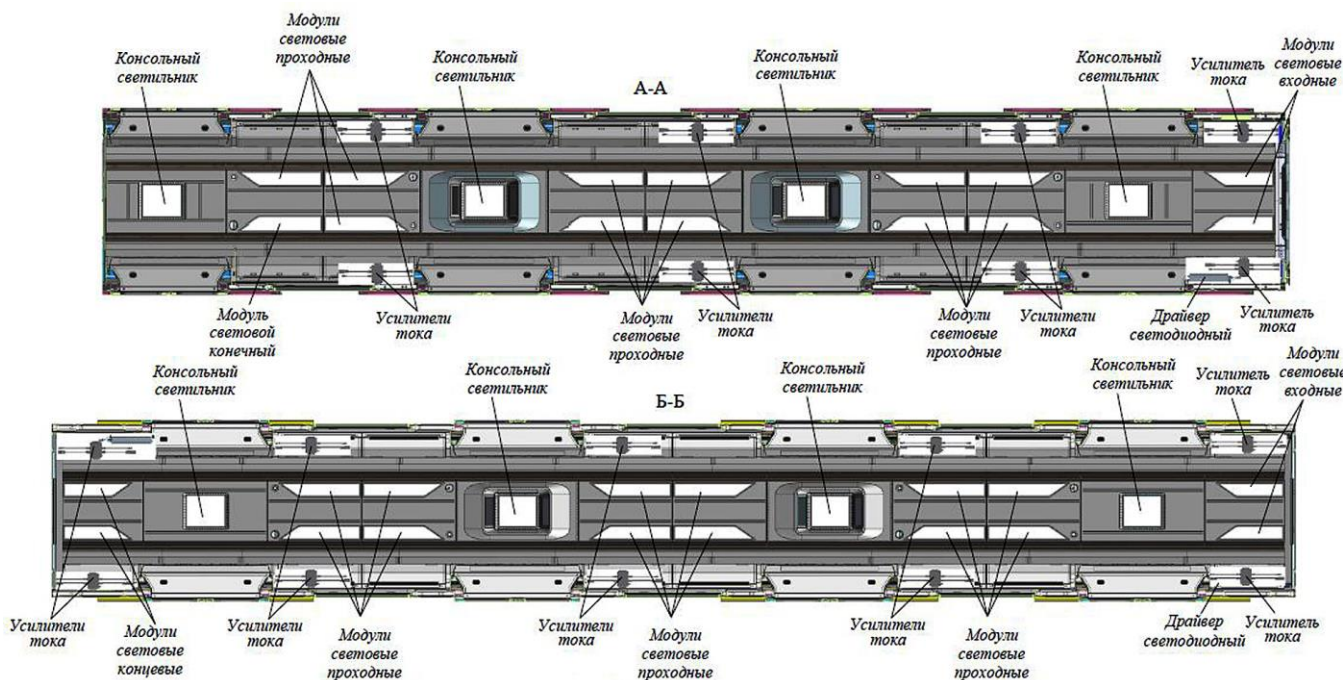 Модули
световые
проходные
Консольный
светильник
Консольный
светильник
Консольный
светильник
Консольный
светильник
Усилитель
тока
Модули
световые
входные
А-А
Модуль
световой
конечный
Усилители
тока
Модули
световые
проходные
Усилители
тока
Модули
световые
проходные
Усилители
тока
Драйвер
светодиодный
Усилитель
тока
Консольный
светильник
Консольный
светильник
Консольный
светильник
Консольный
светильник
Усилитель
тока
Модули
световые
входные
Б-Б
Усилители
тока
Модули
световые
концевые
Усилители
тока
Модули
световые
проходные
Усилители
тока
Модули
световые
проходные
Усилители
тока
Модули
световые
проходные
Драйвер
светодиодный
Усилитель
тока